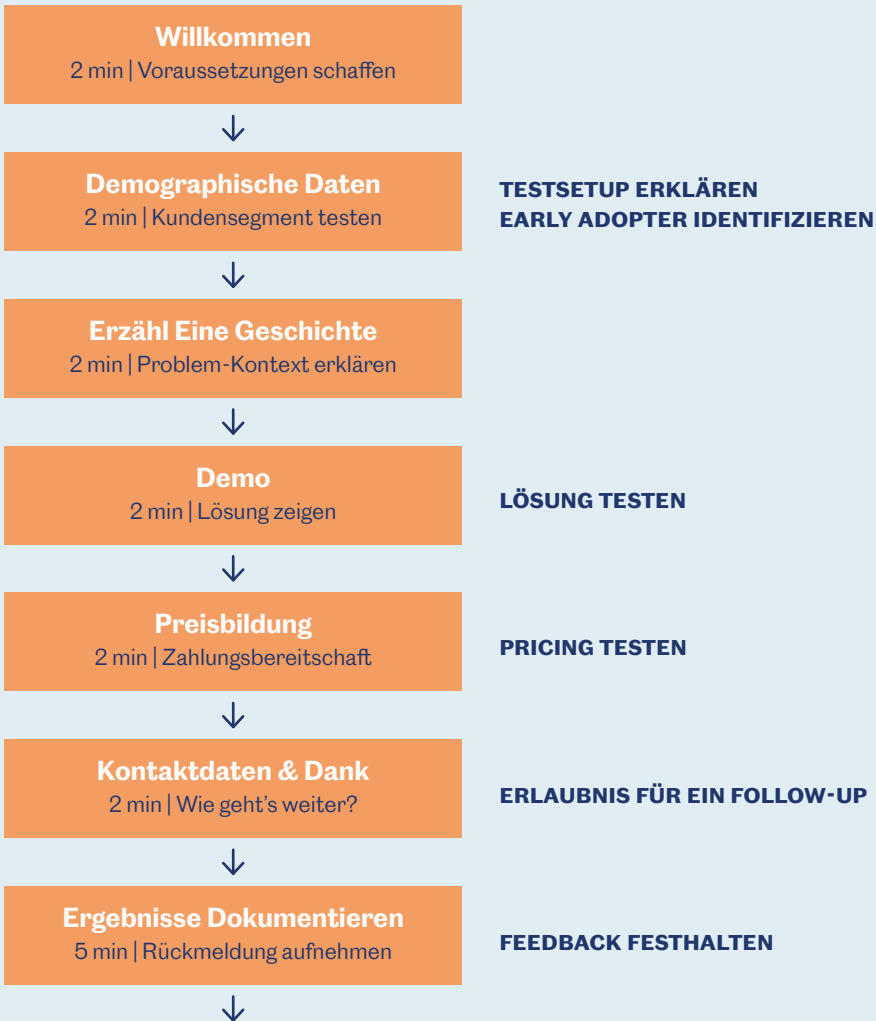 Willkommen
2 min | Voraussetzungen schaffen
Demographische Daten
2 min | Kundensegment testen
TESTSETUP ERKLÄREN
EARLY ADOPTER IDENTIFIZIEREN
Erzähl Eine Geschichte
2 min | Problem-Kontext erklären
Demo
2 min | Lösung zeigen
LÖSUNG TESTEN
Preisbildung
2 min | Zahlungsbereitschaft
PRICING TESTEN
Kontaktdaten & Dank
2 min | Wie geht's weiter?
ERLAUBNIS FÜR EIN FOLLOW-UP
Ergebnisse Dokumentieren
5 min | Rückmeldung aufnehmen
FEEDBACK FESTHALTEN